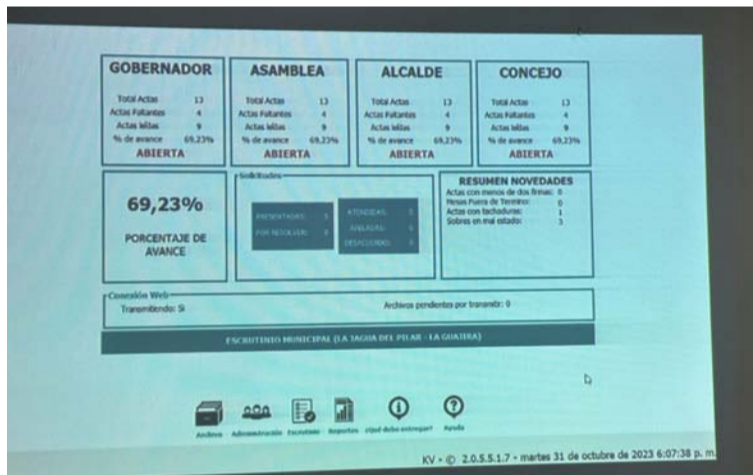 GOBERNADOR
Total Actas 13
Actas Faltantes 4
Actas leídas 9
% de avance 69,23%
ABIERTA
ASAMBLEA
Total Actas 13
Actas Faltantes 4
Actas leídas 9
% de avance 69,23%
ABIERTA
ALCALDE
Total Actas 13
Actas Faltantes 4
Actas leídas 9
% de avance 69,23%
ABIERTA
CONCEJO
Total Actas 13
Actas Faltantes 4
Actas leídas 9
% de avance 69,23%
ABIERTA
69,23%
PORCENTAJE DE
AVANCE
Solicitudes
PRESENTADAS:
POR RESOLVER:
ATENDIDAS:
DESACUERDO:
RESUMEN NOVEDADES
Actas con menos de dos firmas: 0
Mesas Fuera de Termino: 0
Actas con tachaduras: 1
Sobres en mal estado: 3
Conexión Web
Transmitiendo: Si
Archivos pendientes por transmitir: 0
ESCRUTINIO MUNICIPAL (LA JAGUA DEL PILAR - LA GUAJIRA)
Archivo
Administración
Escrutinio
Reportes
¿Qué debo entregar?
Ayuda
KV - © 2.0.5.5.1.7 - martes 31 de octubre de 2023 6:07:38 p. m.